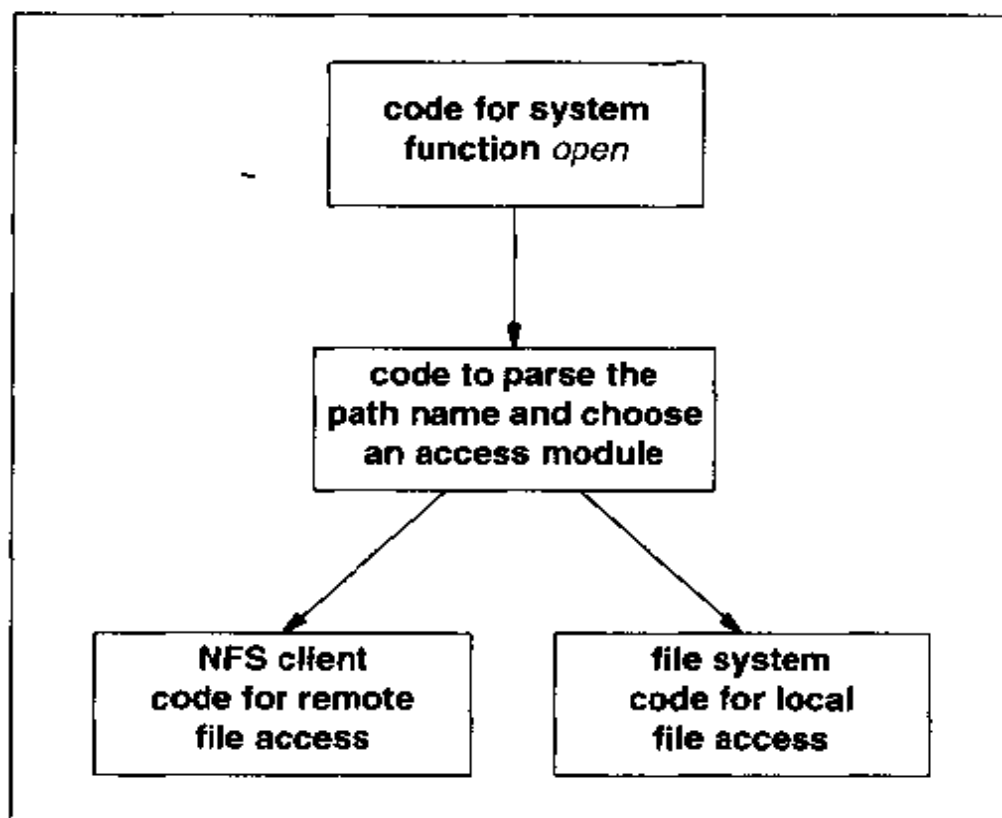 code for system
function open
code to parse the
path name and choose
an access module
NFS client
code for remote
file access
file system
code for local
file access